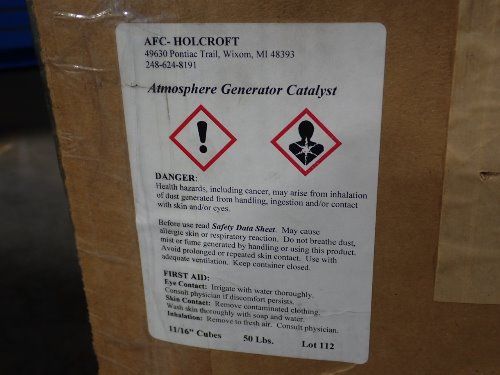 AFC- HOLCROFT
49630 Pontiac Trail, Wixom, MI 48393
248-624-8191
Atmosphere Generator Catalyst
DANGER:
Health hazards, including cancer, may arise from inhalation
of dust generated from handling, ingestion and/or contact
with skin and/or eyes.
Before use read Safety Data Sheet. May cause
allergic skin or respiratory reaction. Do not breathe dust,
mist or fume generated by handling or using this product.
Avoid prolonged or repeated skin contact. Use with
adequate ventilation. Keep container closed.
FIRST AID:
Eye Contact: Irrigate with water thoroughly.
Consult physician if discomfort persists.
Skin Contact: Remove contaminated clothing.
Wash skin thoroughly with soap and water.
Inhalation: Remove to fresh air. Consult physician.
11/16" Cubes 50 Lbs. Lot 112